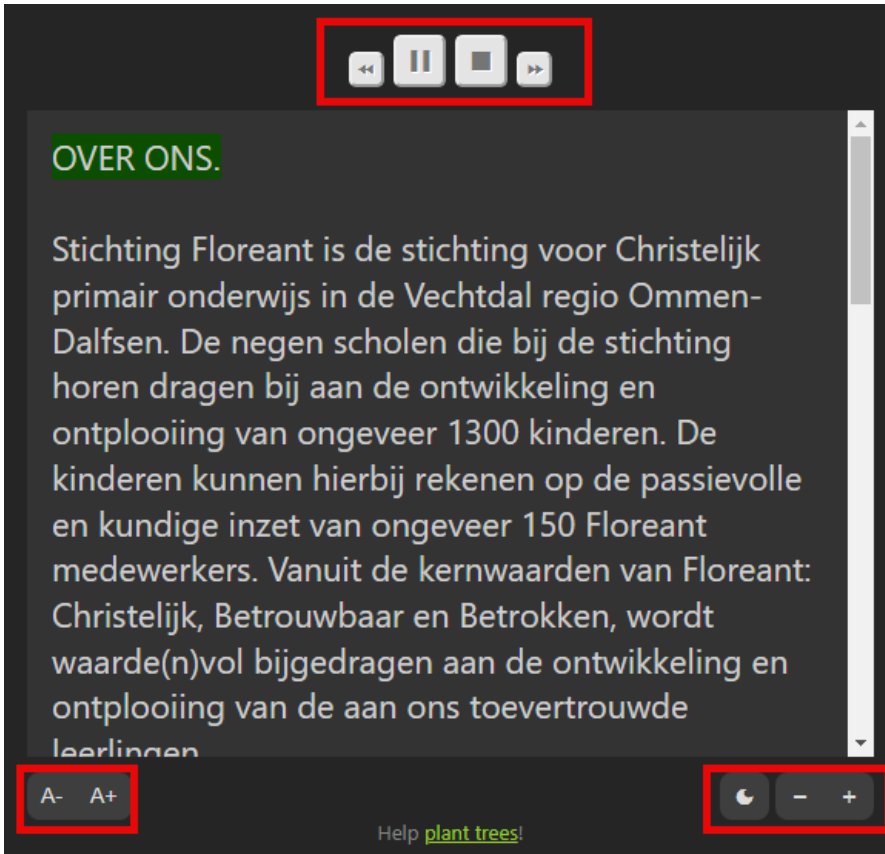 OVER ONS.
Stichting Floreant is de stichting voor Christelijk
primair onderwijs in de Vechtdal regio Ommen-
Dalfsen. De negen scholen die bij de stichting
horen dragen bij aan de ontwikkeling en
ontplooiing van ongeveer 1300 kinderen. De
kinderen kunnen hierbij rekenen op de passievolle
en kundige inzet van ongeveer 150 Floreant
medewerkers. Vanuit de kernwaarden van Floreant:
Christelijk, Betrouwbaar en Betrokken, wordt
waarde(n)vol bijgedragen aan de ontwikkeling en
ontplooiing van de aan ons toevertrouwde
leerlingen
A- A+ − +
Help plant trees!